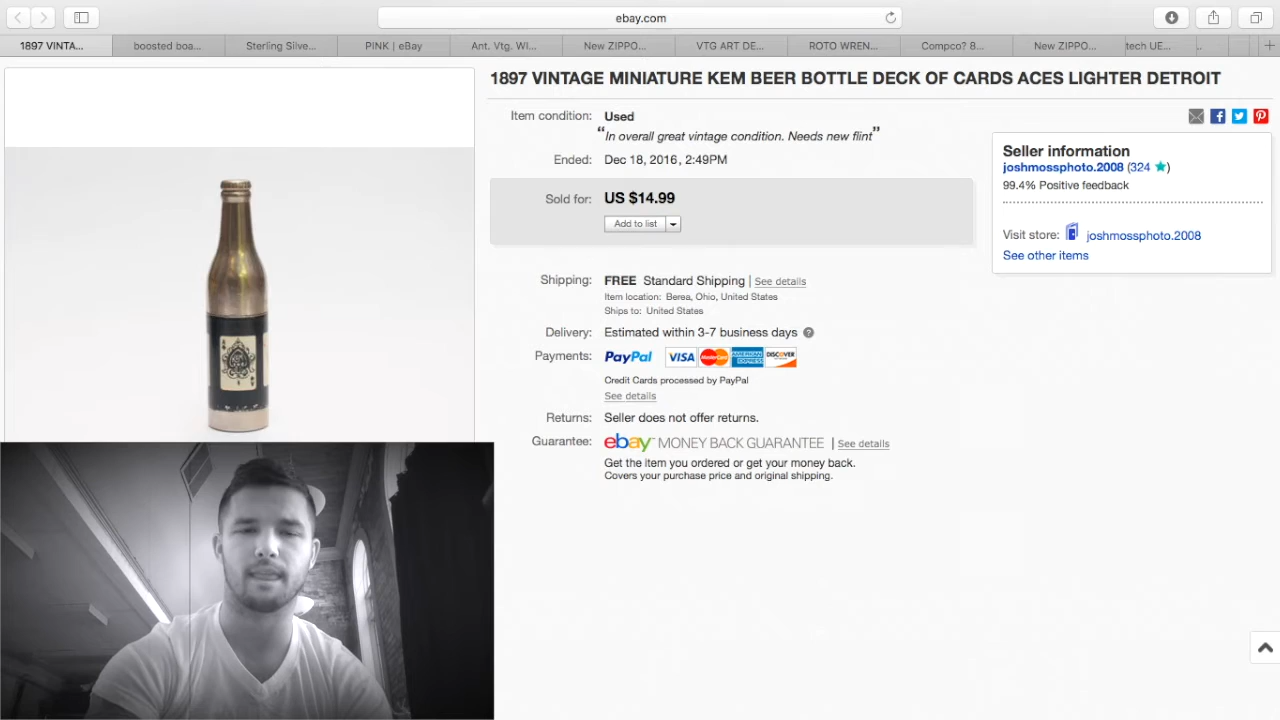 ebay.com
1897 VINTA...
boosted boa...
Sterling Silve...
PINK | eBay
Ant. Vtg. WI...
New ZIPPO...
VTG ART DE...
ROTO WREN...
Compco? 8...
New ZIPPO...
tech UE...
1897 VINTAGE MINIATURE KEM BEER BOTTLE DECK OF CARDS ACES LIGHTER DETROIT
Item condition: Used
“In overall great vintage condition. Needs new flint”
Ended: Dec 18, 2016, 2:49PM
Sold for: US $14.99
Add to list
Shipping: FREE Standard Shipping | See details
Item location: Berea, Ohio, United States
Ships to: United States
Delivery: Estimated within 3-7 business days ?
Payments: PayPal VISA MasterCard AMERICAN EXPRESS DISCOVER
Credit Cards processed by PayPal
See details
Returns: Seller does not offer returns.
Guarantee: ebay MONEY BACK GUARANTEE | See details
Get the item you ordered or get your money back.
Covers your purchase price and original shipping.
Seller information
joshmossphoto.2008 (324 ★)
99.4% Positive feedback
Visit store: joshmossphoto.2008
See other items